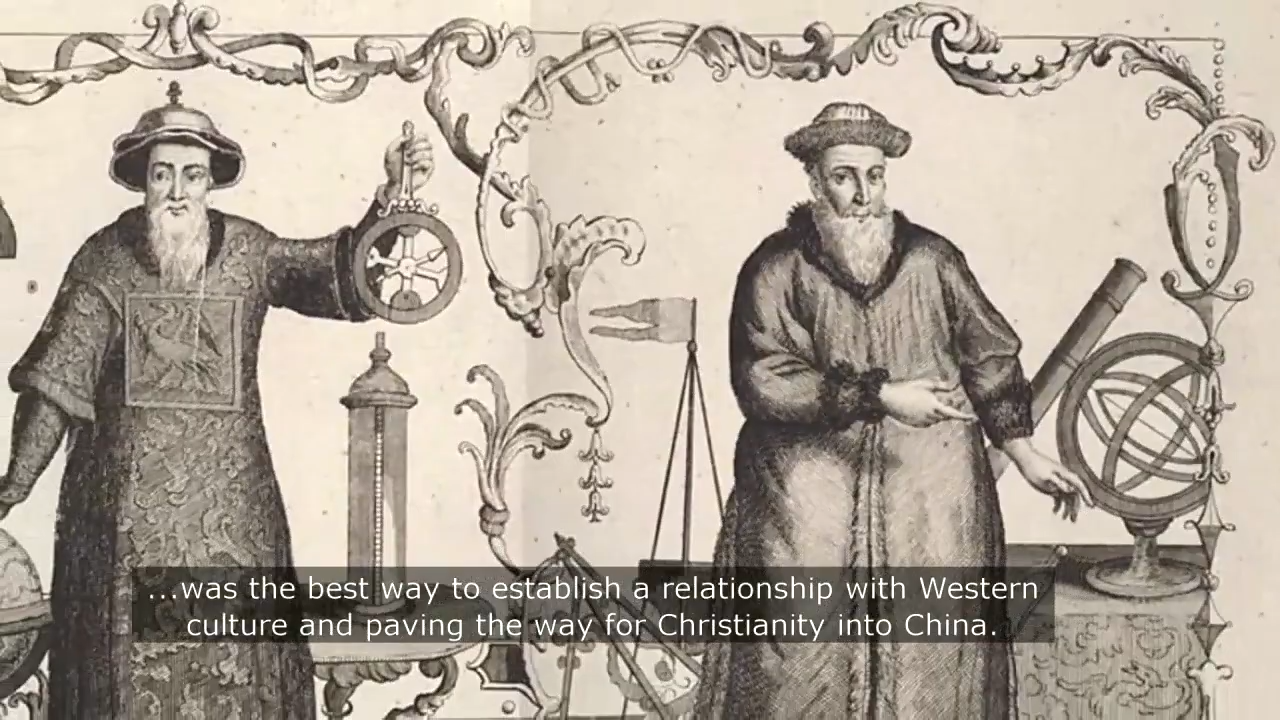 ...was the best way to establish a relationship with Western
culture and paving the way for Christianity into China.